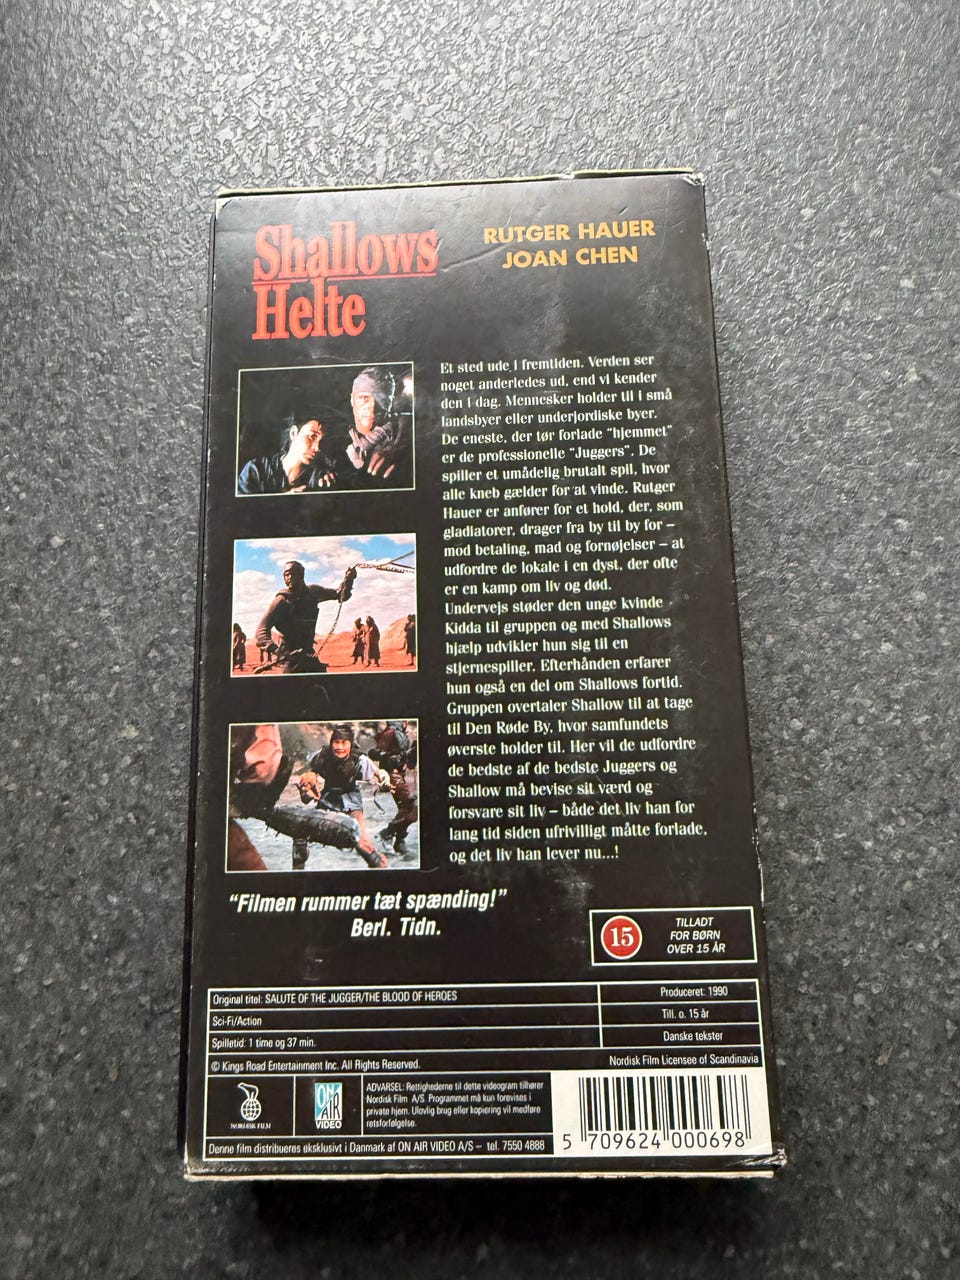 Shallows
Helte
RUTGER HAUER
JOAN CHEN
Et sted ude i fremtiden. Verden ser
noget anderledes ud, end vi kender
den i dag. Mennesker holder til i små
landsbyer eller underjordiske byer.
De eneste, der tør forlade "hjemmet"
er de professionelle "Juggers". De
spiller et umådelig brutalt spil, hvor
alle kneb gælder for at vinde. Rutger
Hauer er anfører for et hold, der, som
gladiatorer, drager fra by til by for –
mod betaling, mad og fornøjelser – at
udfordre de lokale i en dyst, der ofte
er en kamp om liv og død.
Undervejs støder den unge kvinde
Kidda til gruppen og med Shallows
hjælp udvikler hun sig til en
stjernespiller. Efterhånden erfarer
hun også en del om Shallows fortid.
Gruppen overtaler Shallow til at tage
til Den Røde By, hvor samfundets
øverste holder til. Her vil de udfordre
de bedste af de bedste Juggers og
Shallow må bevise sit værd og
forsvare sit liv – både det liv han for
lang tid siden ufrivilligt måtte forlade,
og det liv han lever nu...!
"Filmen rummer tæt spænding!"
Berl. Tidn.
15
TILLADT
FOR BØRN
OVER 15 ÅR
Original titel: SALUTE OF THE JUGGER/THE BLOOD OF HEROES
Produceret: 1990
Sci-Fi/Action
Till. o. 15 år
Spilletid: 1 time og 37 min.
Danske tekster
© Kings Road Entertainment Inc. All Rights Reserved.
Nordisk Film Licensee of Scandinavia
NORDISK FILM
ON
AIR
VIDEO
ADVARSEL: Rettighederne til dette videogram tilhører
Nordisk Film A/S. Programmet må kun forevises i
private hjem. Ulovlig brug eller kopiering vil medføre
retsforfølgelse.
Denne film distribueres eksklusivt i Danmark af ON AIR VIDEO A/S – tel. 7550 4888
5 709624 000698